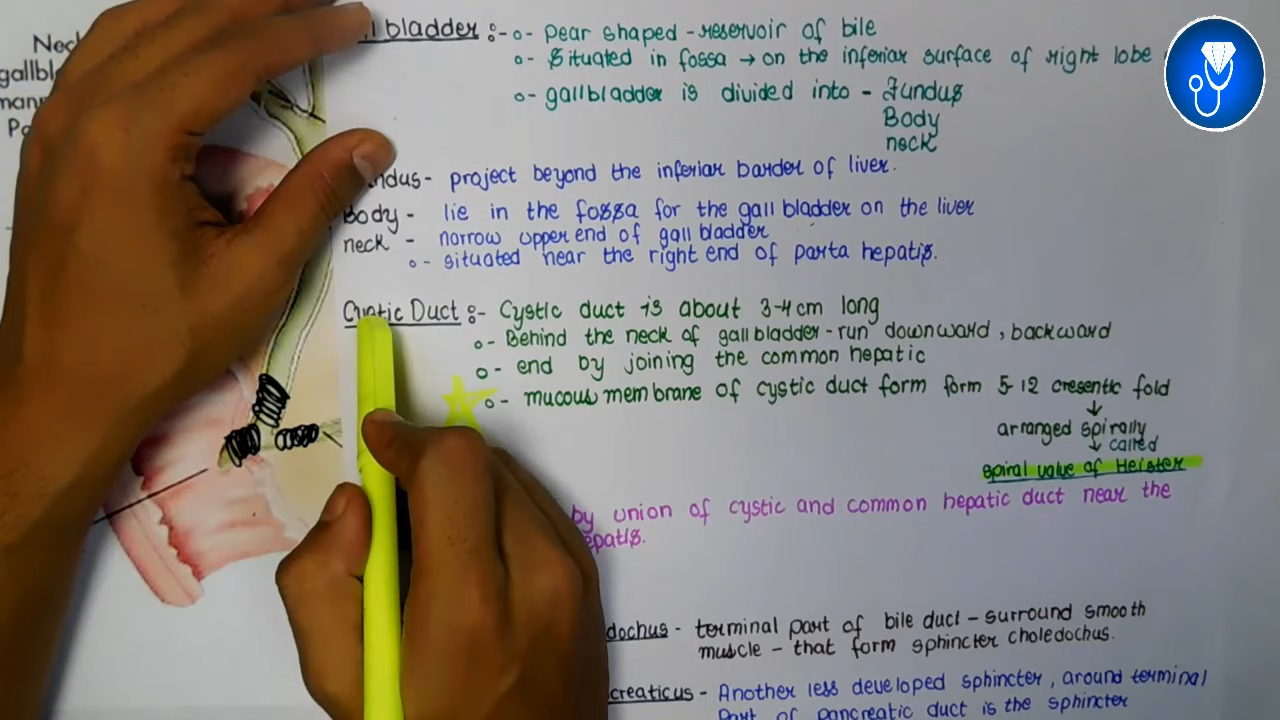 Neck
gallbl
mann
Po
ll bladder :- o- pear shaped - reservoir of bile
o- Situated in fossa → on the inferior surface of right lobe
o- gallbladder is divided into - Fundus
Body
neck
ndus - project beyond the inferiar barder of liver.
Body - lie in the fossa for the gall bladder on the liver
neck - narrow upper end of gall bladder
o- situated near the right end of parta hepatis.
Cystic Duct :- Cystic duct is about 3-4 cm long
o- Behind the neck of gallbladder - run downward, backward
o- end by joining the common hepatic
o- mucous membrane of cystic duct form form 5-12 cresentic fold
↓
arranged spirally
↓ called
spiral valve of Heister
by union of cystic and common hepatic duct near the
epatis.
dochus - terminal part of bile duct - surround smooth
muscle - that form sphincter choledochus.
creaticus - Another less developed sphincter, around terminal
Part of pancreatic duct is the sphincter